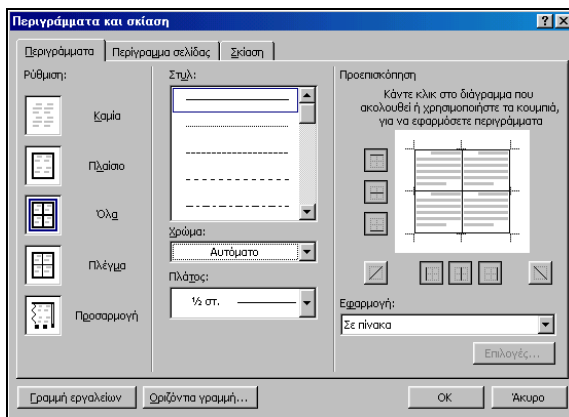 Περιγράμματα και σκίαση
Περιγράμματα
Περίγραμμα σελίδας
Σκίαση
Ρύθμιση:
Καμία
Πλαίσιο
Όλα
Πλέγμα
Προσαρμογή
Στυλ:
Χρώμα:
Αυτόματο
Πλάτος:
½ στ.
Προεπισκόπηση
Κάντε κλικ στο διάγραμμα που
ακολουθεί ή χρησιμοποιήστε τα κουμπιά,
για να εφαρμόσετε περιγράμματα
Εφαρμογή:
Σε πίνακα
Επιλογές...
Γραμμή εργαλείων
Οριζόντια γραμμή...
OK
Άκυρο